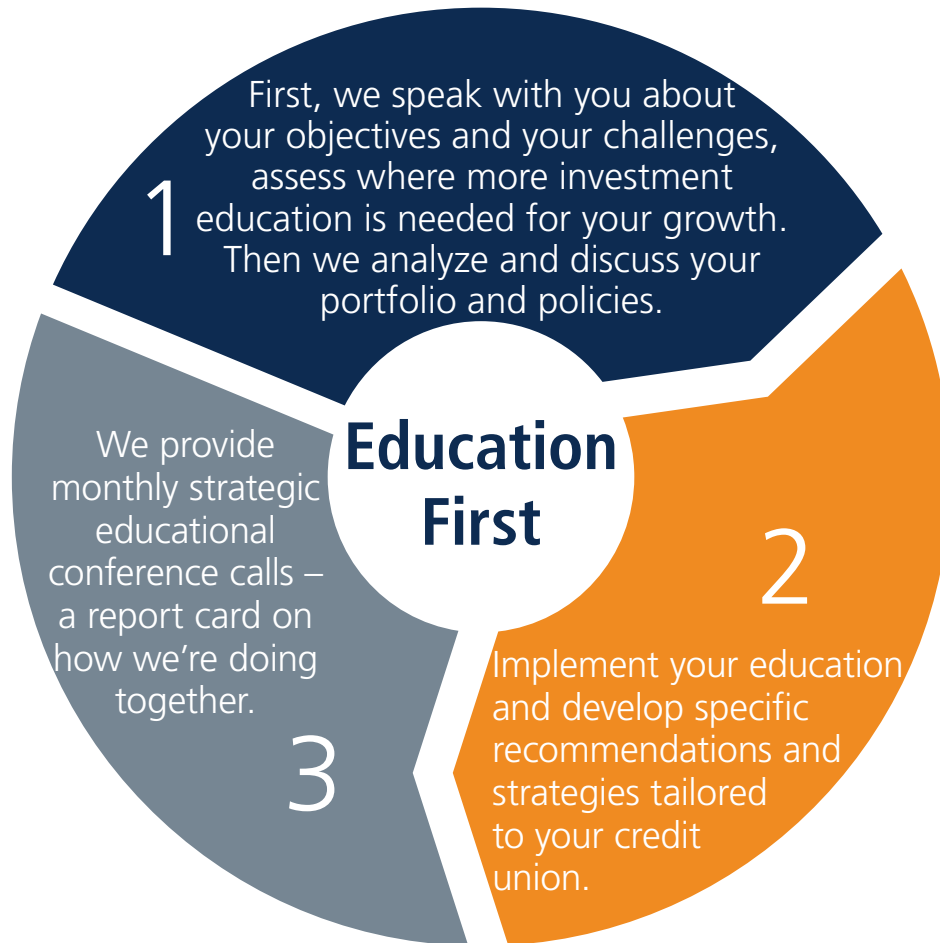 First, we speak with you about
your objectives and your challenges,
assess where more investment
education is needed for your growth.
Then we analyze and discuss your
portfolio and policies.
1
Education
First
2
Implement your education
and develop specific
recommendations and
strategies tailored
to your credit
union.
We provide
monthly strategic
educational
conference calls –
a report card on
how we're doing
together.
3